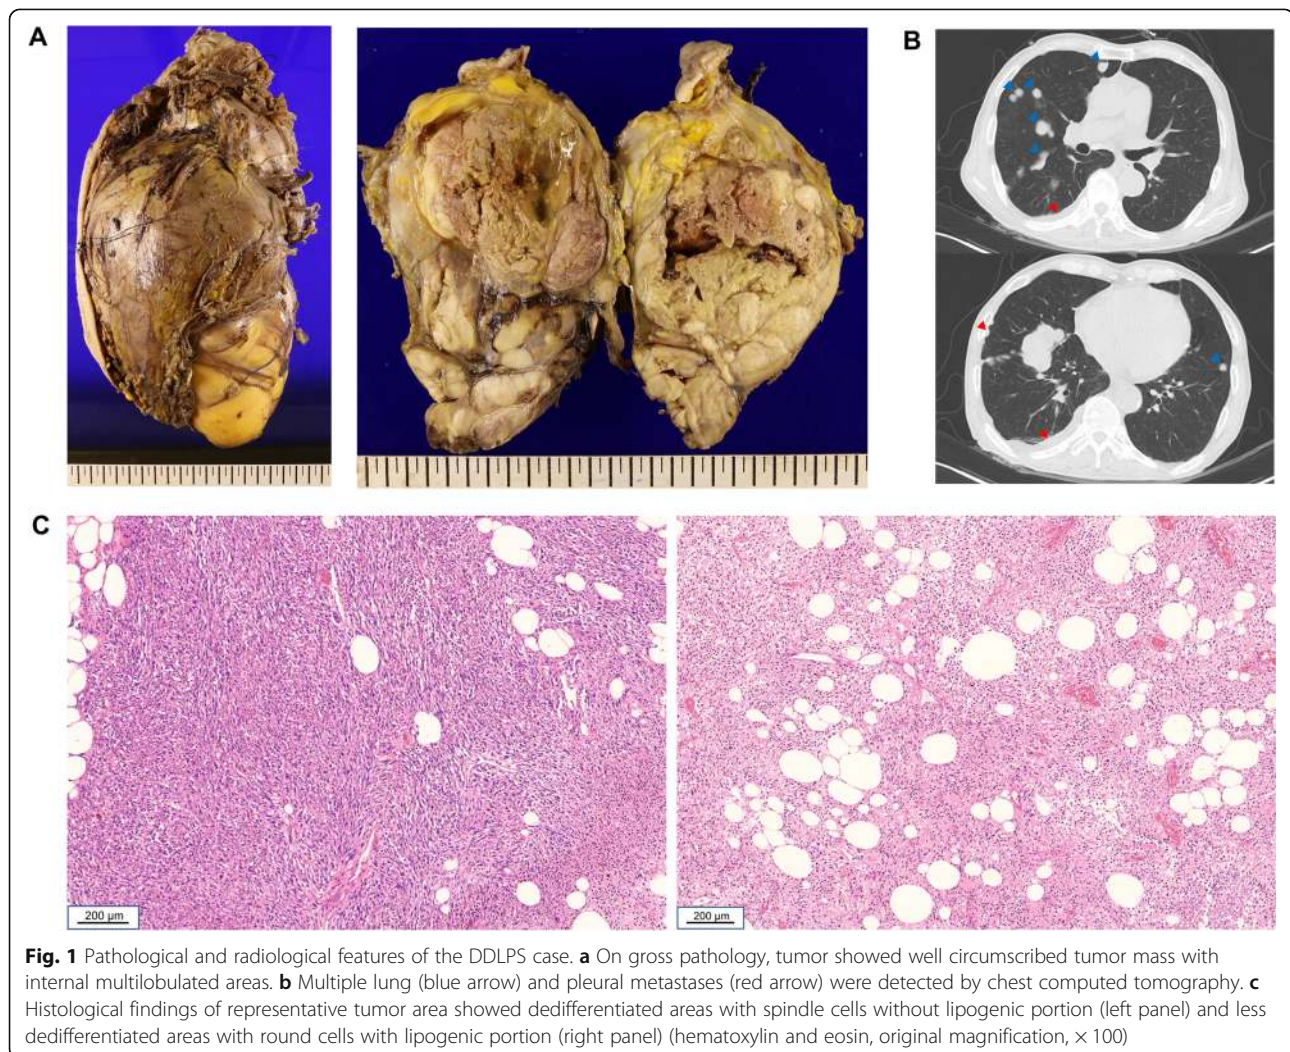 A
B
C
200 µm
200 µm
Fig. 1 Pathological and radiological features of the DDLPS case. a On gross pathology, tumor showed well circumscribed tumor mass with
internal multilobulated areas. b Multiple lung (blue arrow) and pleural metastases (red arrow) were detected by chest computed tomography. c
Histological findings of representative tumor area showed dedifferentiated areas with spindle cells without lipogenic portion (left panel) and less
dedifferentiated areas with round cells with lipogenic portion (right panel) (hematoxylin and eosin, original magnification, × 100)